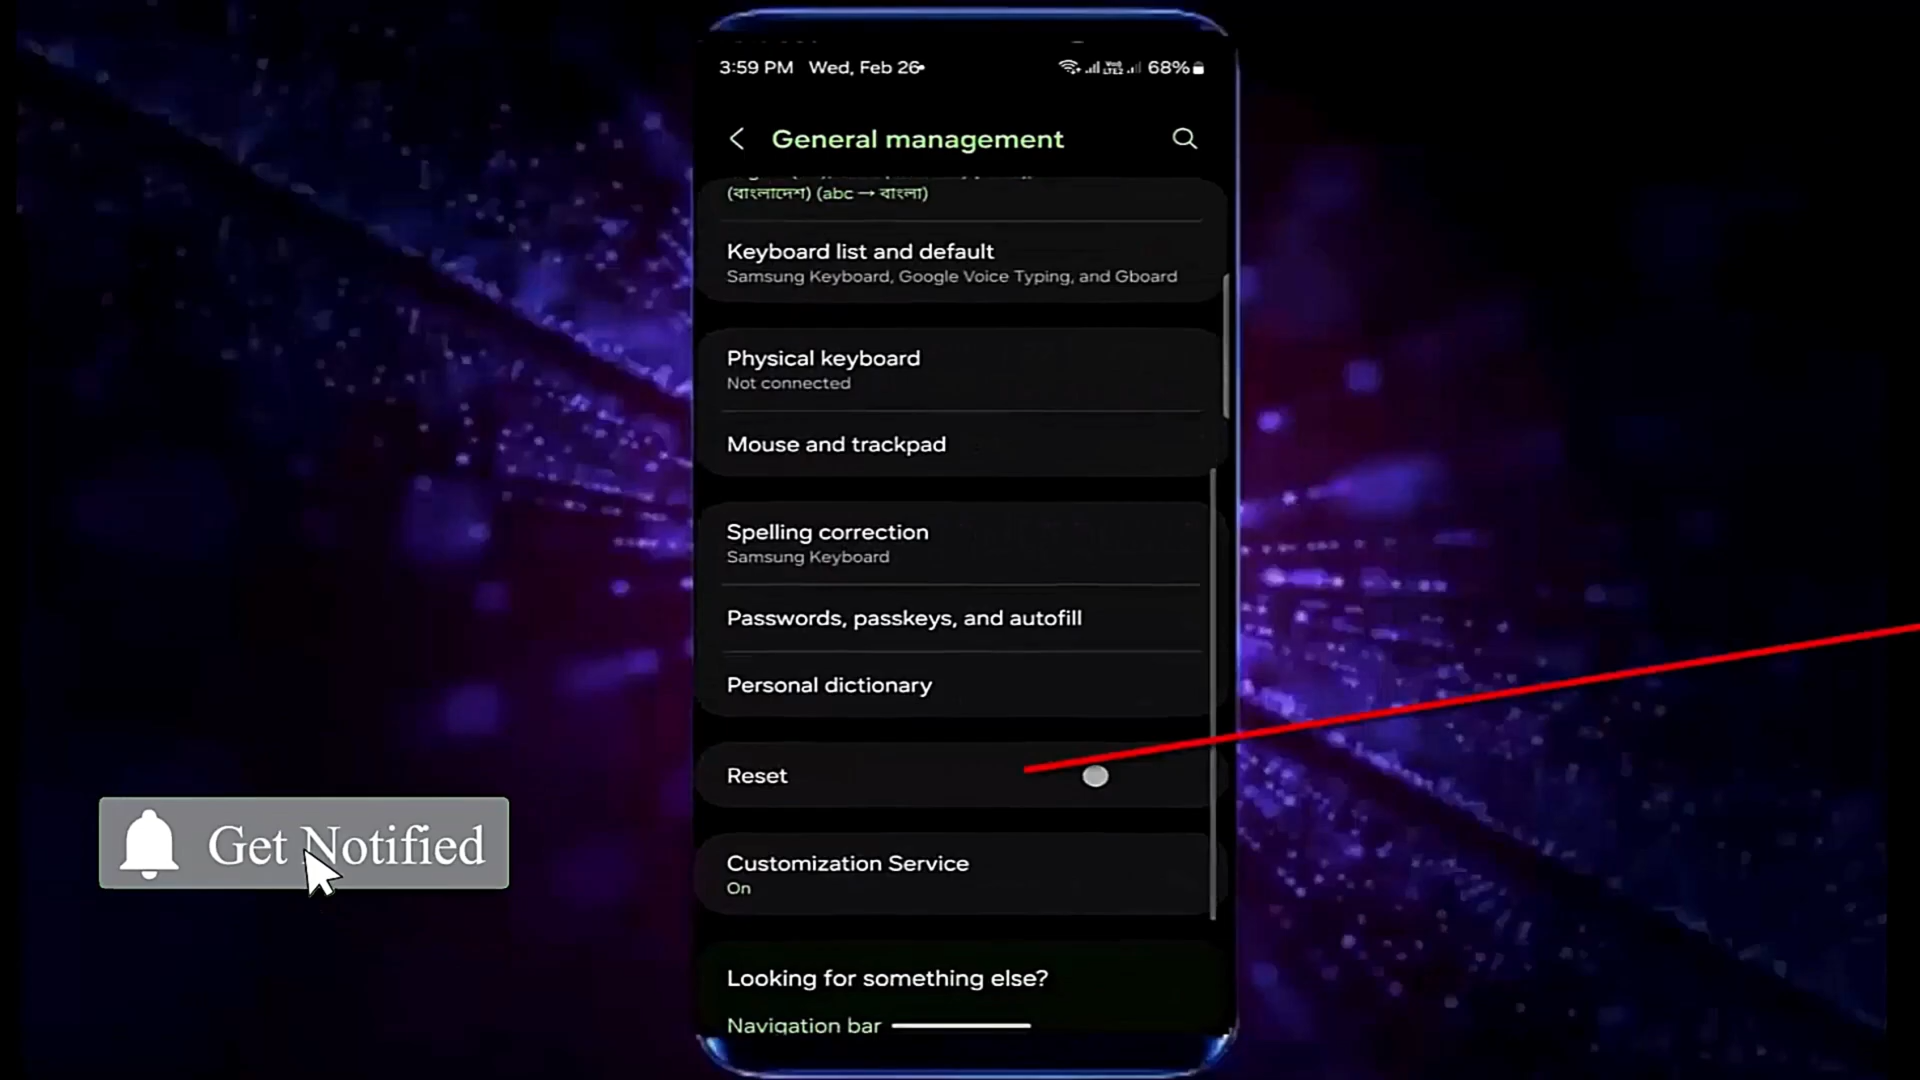 3:59 PM Wed, Feb 26
68%
General management
(বাংলাদেশ) (abc → বাংলা)
Keyboard list and default
Samsung Keyboard, Google Voice Typing, and Gboard
Physical keyboard
Not connected
Mouse and trackpad
Spelling correction
Samsung Keyboard
Passwords, passkeys, and autofill
Personal dictionary
Reset
Get Notified
Customization Service
On
Looking for something else?
Navigation bar